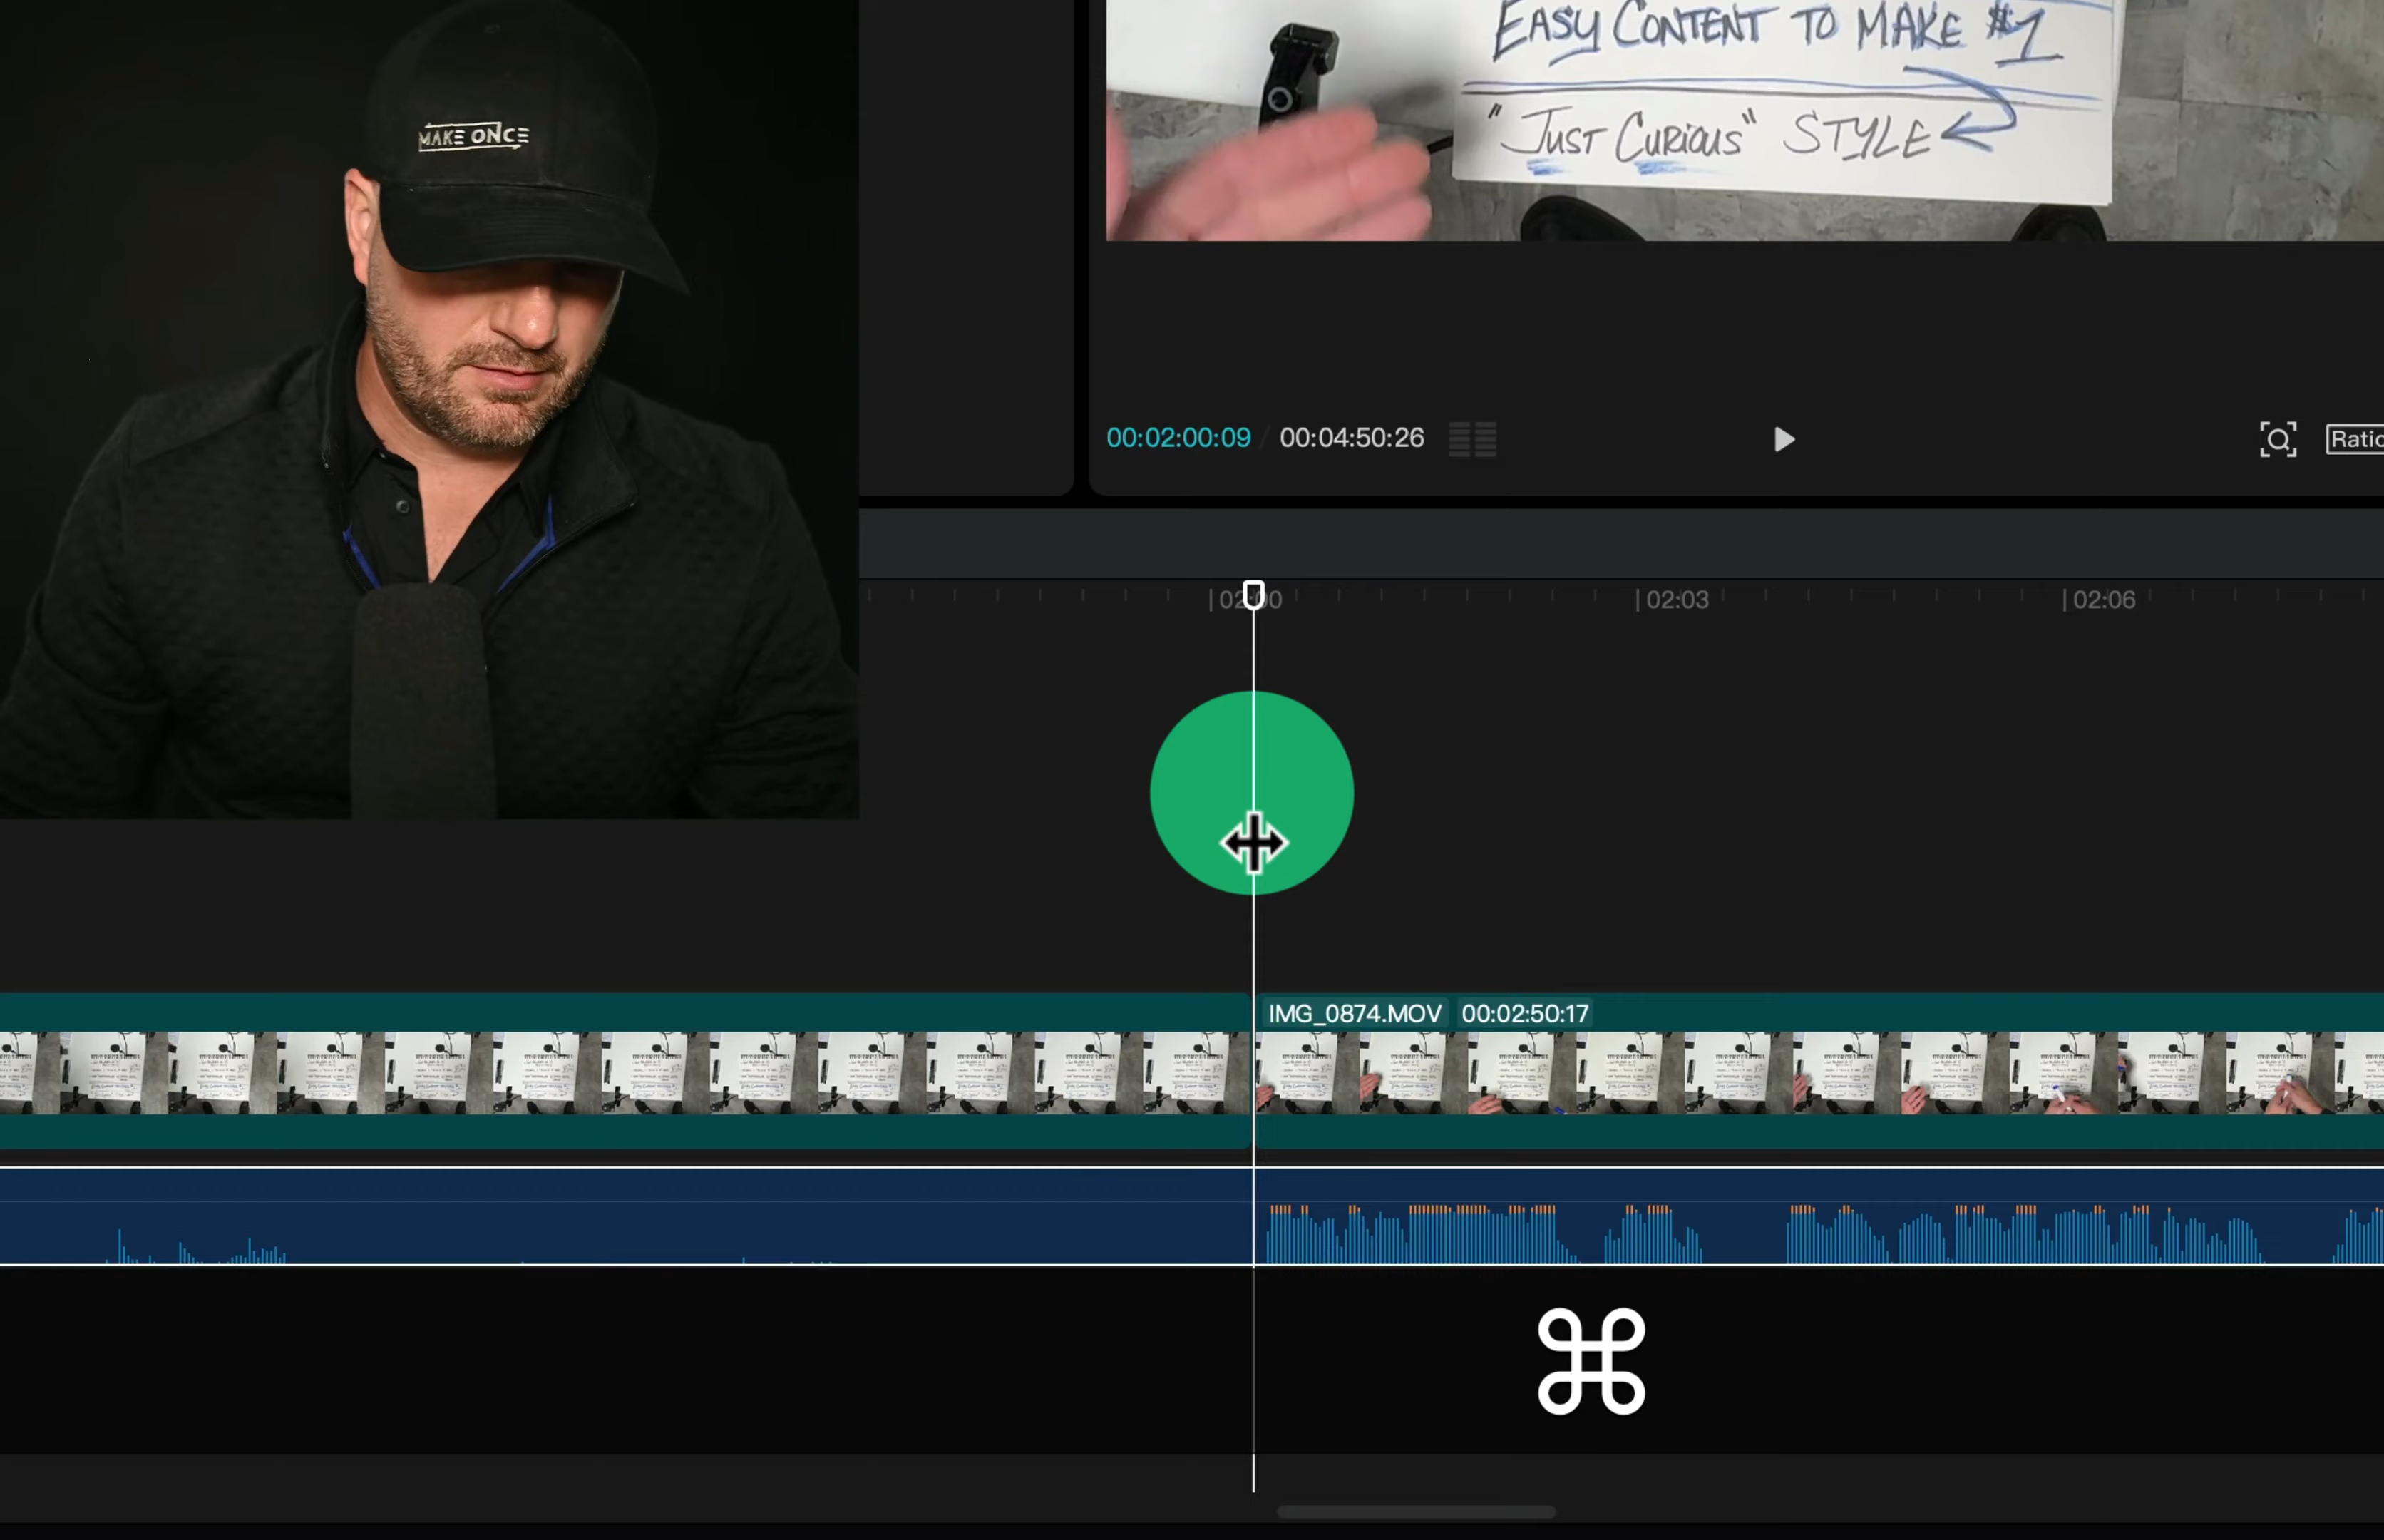 MAKE ONCE
EASY CONTENT TO MAKE $1
"JUST CURIOUS" STYLE
00:02:00:09 / 00:04:50:26
Ratio
02:00
02:03
02:06
IMG_0874.MOV 00:02:50:17